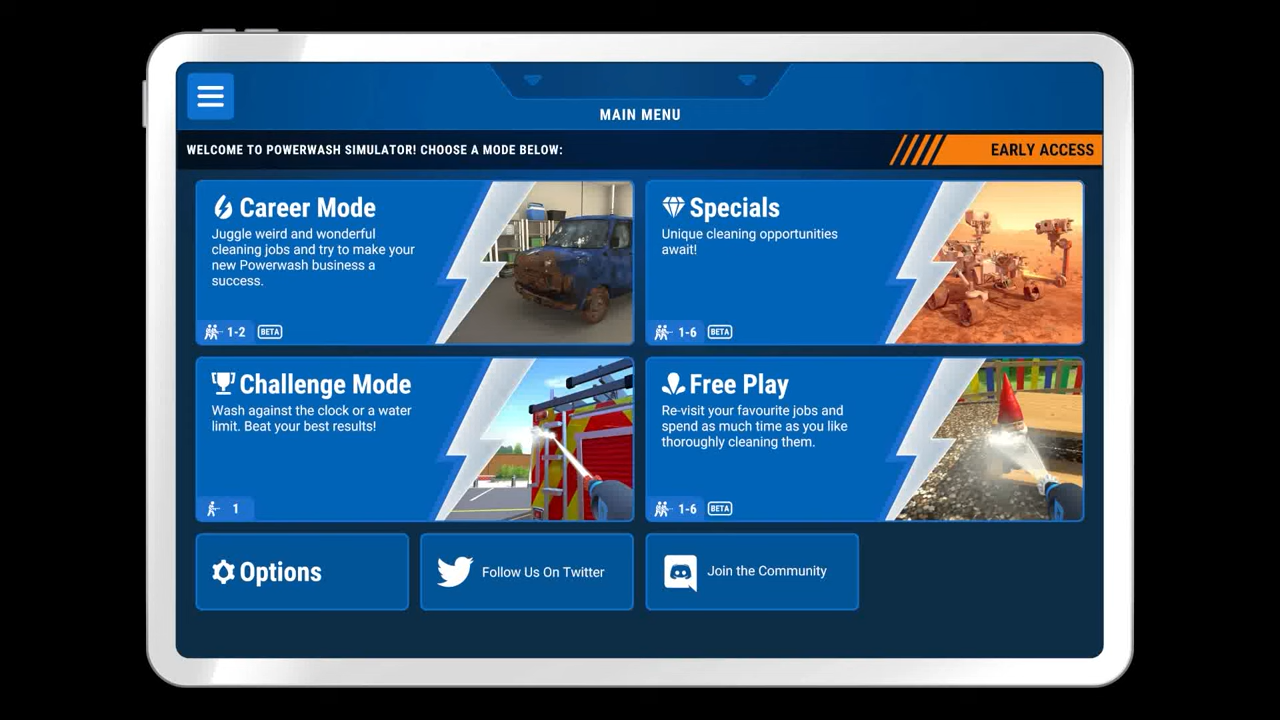 MAIN MENU
WELCOME TO POWERWASH SIMULATOR! CHOOSE A MODE BELOW:
EARLY ACCESS
Career Mode
Juggle weird and wonderful
cleaning jobs and try to make your
new Powerwash business a
success.
1-2 BETA
Specials
Unique cleaning opportunities
await!
1-6 BETA
Challenge Mode
Wash against the clock or a water
limit. Beat your best results!
1
Free Play
Re-visit your favourite jobs and
spend as much time as you like
thoroughly cleaning them.
1-6 BETA
Options
Follow Us On Twitter
Join the Community